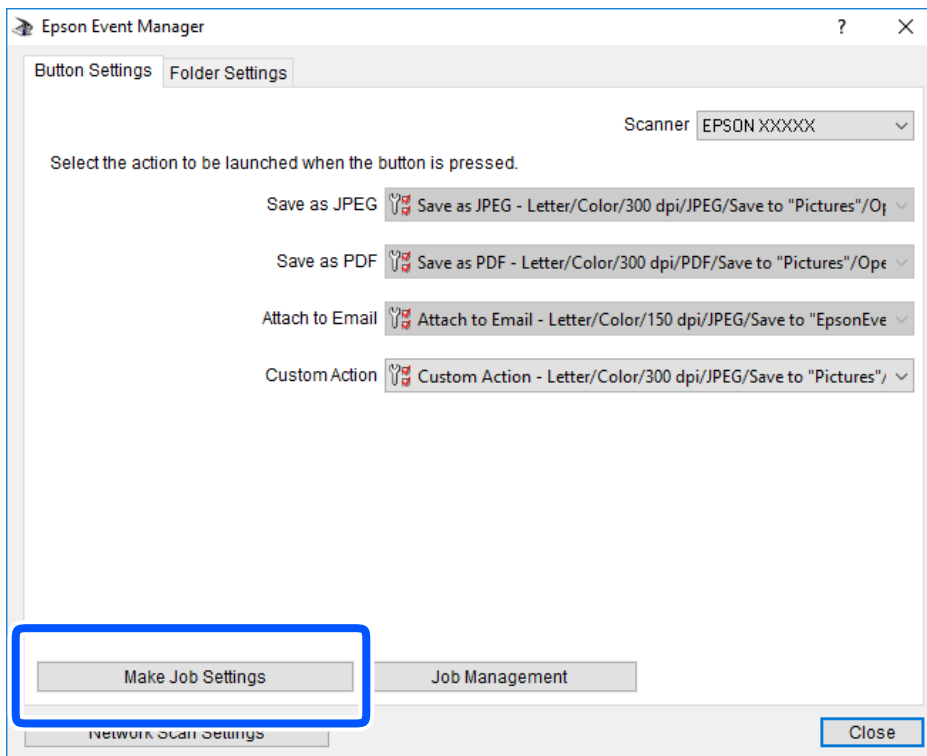 Epson Event Manager
Button Settings
Folder Settings
Scanner EPSON XXXXX
Select the action to be launched when the button is pressed.
Save as JPEG Save as JPEG - Letter/Color/300 dpi/JPEG/Save to "Pictures"/Op
Save as PDF Save as PDF - Letter/Color/300 dpi/PDF/Save to "Pictures"/Ope
Attach to Email Attach to Email - Letter/Color/150 dpi/JPEG/Save to "EpsonEve
Custom Action Custom Action - Letter/Color/300 dpi/JPEG/Save to "Pictures"/
Make Job Settings
Job Management
Network Scan Settings
Close